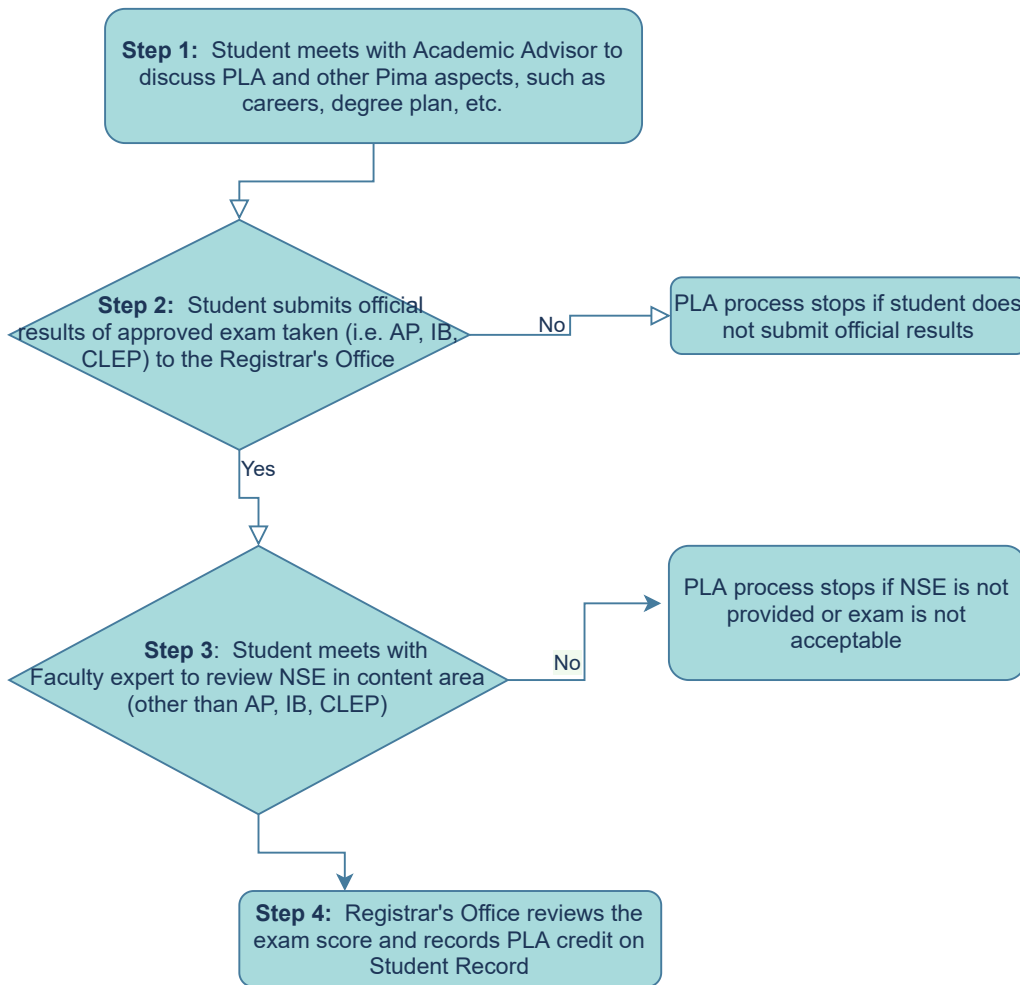 Step 1: Student meets with Academic Advisor to
discuss PLA and other Pima aspects, such as
careers, degree plan, etc.
Step 2: Student submits official
results of approved exam taken (i.e. AP, IB,
CLEP) to the Registrar's Office
No
PLA process stops if student does
not submit official results
Yes
Step 3: Student meets with
Faculty expert to review NSE in content area
(other than AP, IB, CLEP)
No
PLA process stops if NSE is not
provided or exam is not
acceptable
Step 4: Registrar's Office reviews the
exam score and records PLA credit on
Student Record